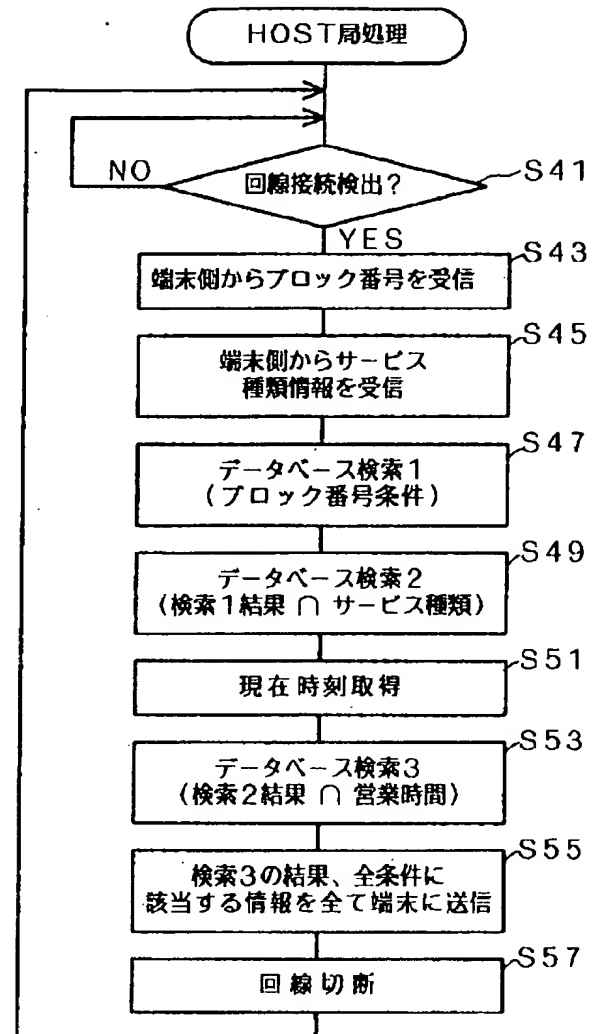 HOST局処理
NO
回線接続検出?
S41
YES
S43
端末側からブロック番号を受信
S45
端末側からサービス
種類情報を受信
S47
データベース検索1
(ブロック番号条件)
S49
データベース検索2
(検索1結果 ∩ サービス種類)
S51
現在時刻取得
S53
データベース検索3
(検索2結果 ∩ 営業時間)
S55
検索3の結果、全条件に
該当する情報を全て端末に送信
S57
回線切断